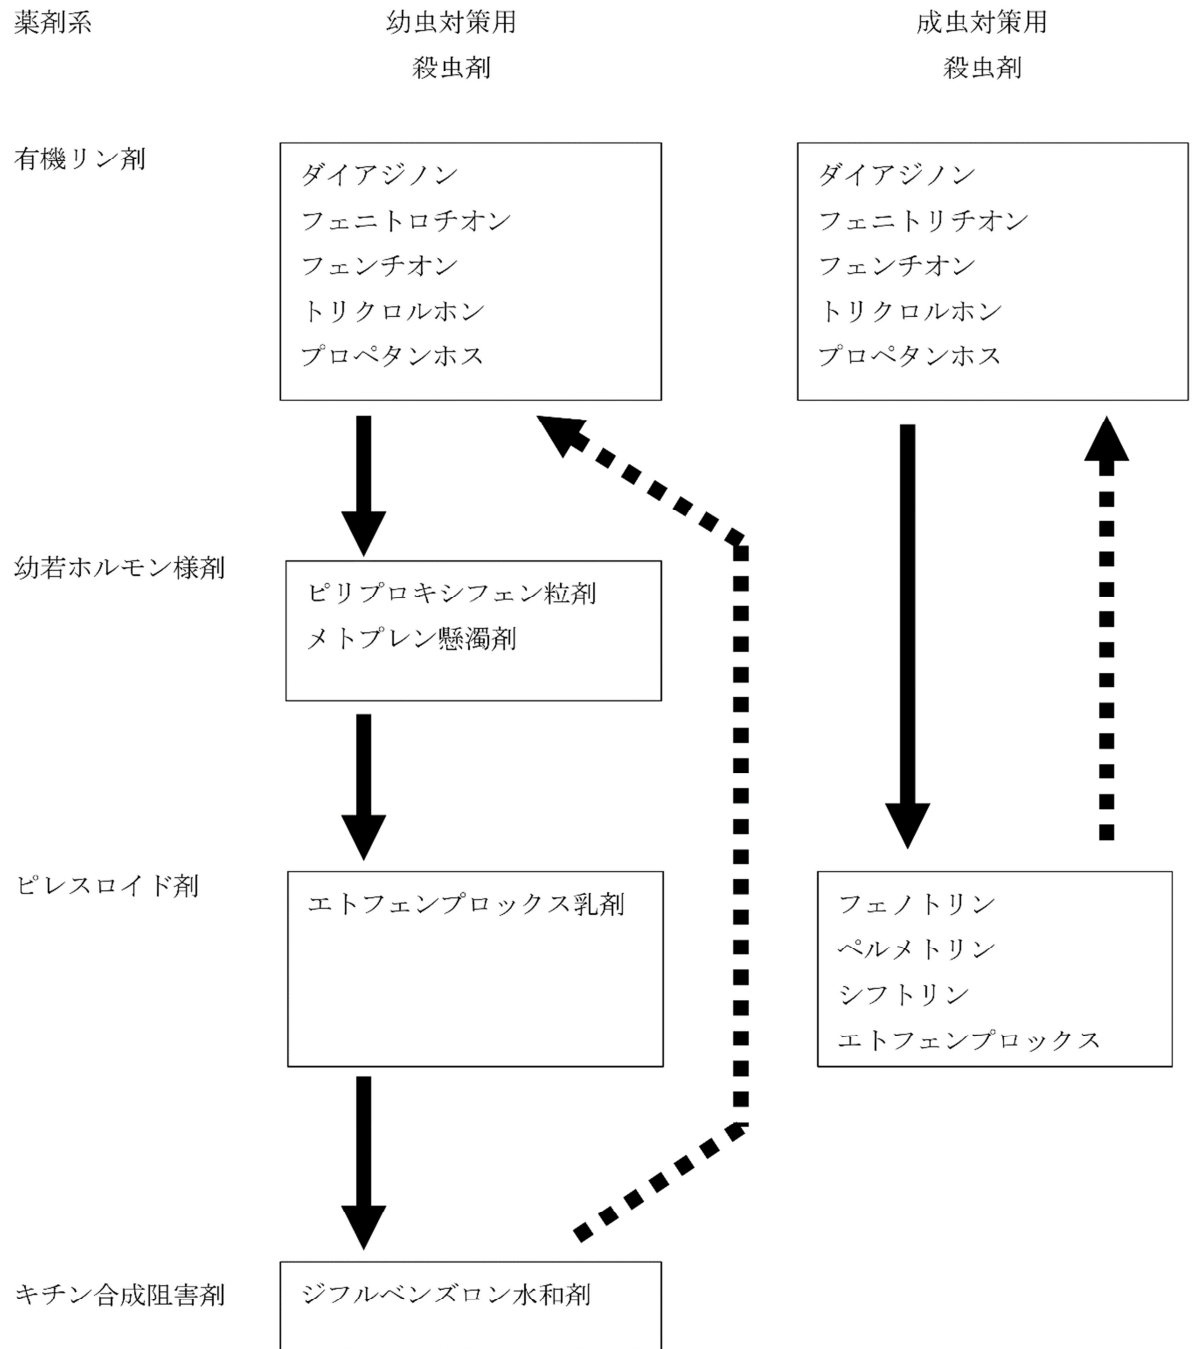 薬剤系
幼虫対策用
殺虫剤
成虫対策用
殺虫剤
有機リン剤
ダイアジノン
フェニトロチオン
フェンチオン
トリクロルホン
プロペタンホス
ダイアジノン
フェニトリチオン
フェンチオン
トリクロルホン
プロペタンホス
幼若ホルモン様剤
ピリプロキシフェン粒剤
メトプレン懸濁剤
ピレスロイド剤
エトフェンプロックス乳剤
フェノトリン
ペルメトリン
シフトリン
エトフェンプロックス
キチン合成阻害剤
ジフルベンズロン水和剤